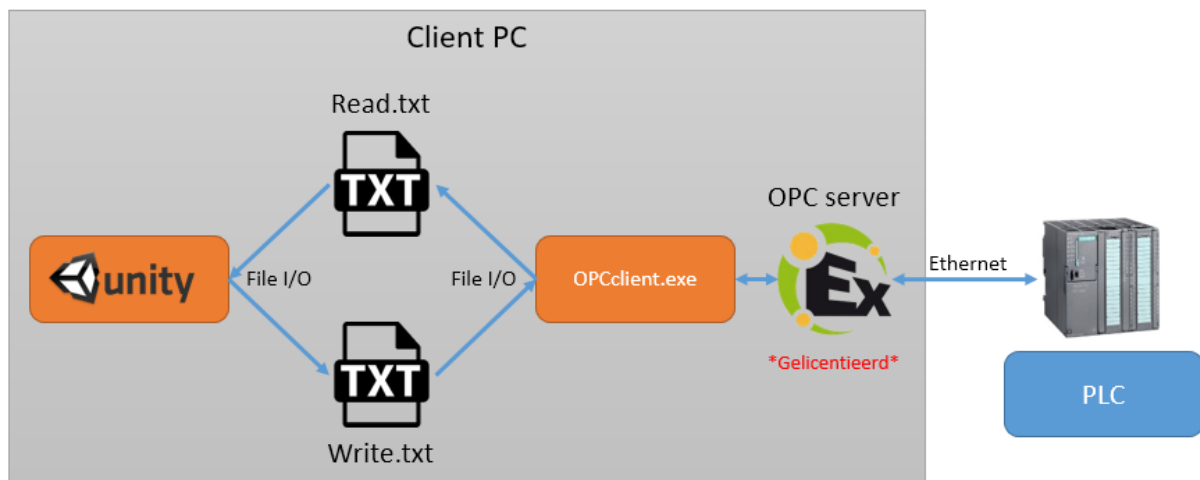 Client PC
Read.txt
TXT
OPC server
unity
File I/O
File I/O
OPCclient.exe
Ex
Ethernet
*Gelicentieerd*
TXT
Write.txt
PLC